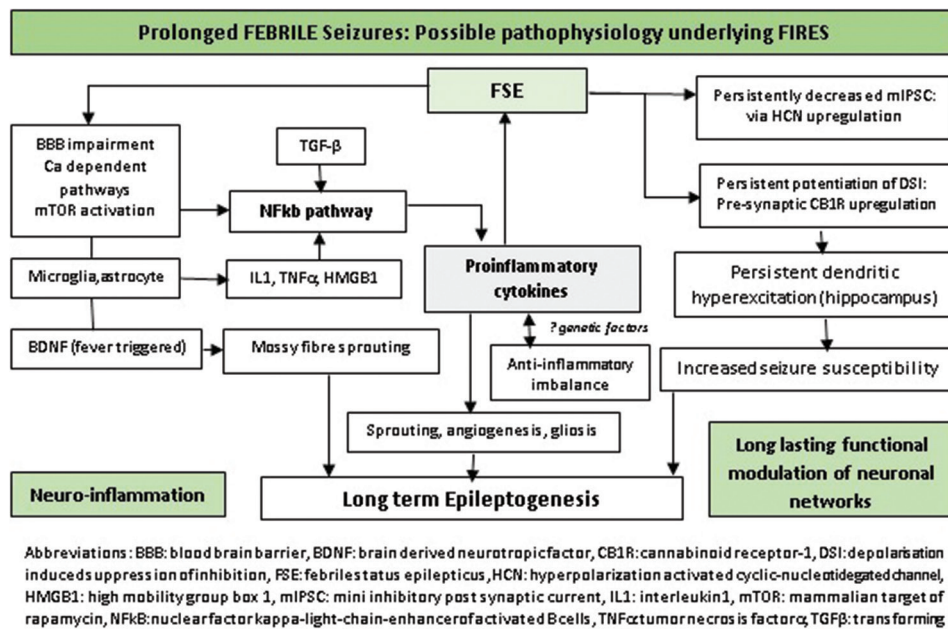 Prolonged FEBRILE Seizures: Possible pathophysiology underlying FIRES
FSE
Persistently decreased mIPSC:
via HCN upregulation
BBB impairment
Ca dependent
pathways
mTOR activation
TGF-β
NFkb pathway
Persistent potentiation of DSI:
Pre-synaptic CB1R upregulation
Microglia, astrocyte
IL1, TNFα, HMGB1
Proinflammatory
cytokines
Persistent dendritic
hyperexcitation (hippocampus)
? genetic factors
BDNF (fever triggered)
Mossy fibre sprouting
Anti-inflammatory
imbalance
Increased seizure susceptibility
Sprouting, angiogenesis, gliosis
Neuro-inflammation
Long term Epileptogenesis
Long lasting functional
modulation of neuronal
networks
Abbreviations: BBB: blood brain barrier, BDNF: brain derived neurotropic factor, CB1R: cannabinoid receptor-1, DSI: depolarisation
induced suppression of inhibition, FSE: febrile status epilepticus, HCN: hyperpolarization activated cyclic-nucleotide gated channel,
HMGB1: high mobility group box 1, mIPSC: mini inhibitory post synaptic current, IL1: interleukin1, mTOR: mammalian target of
rapamycin, NFkB: nuclear factor kappa-light-chain-enhancer of activated B cells, TNFα: tumor necrosis factor α, TGFβ: transforming